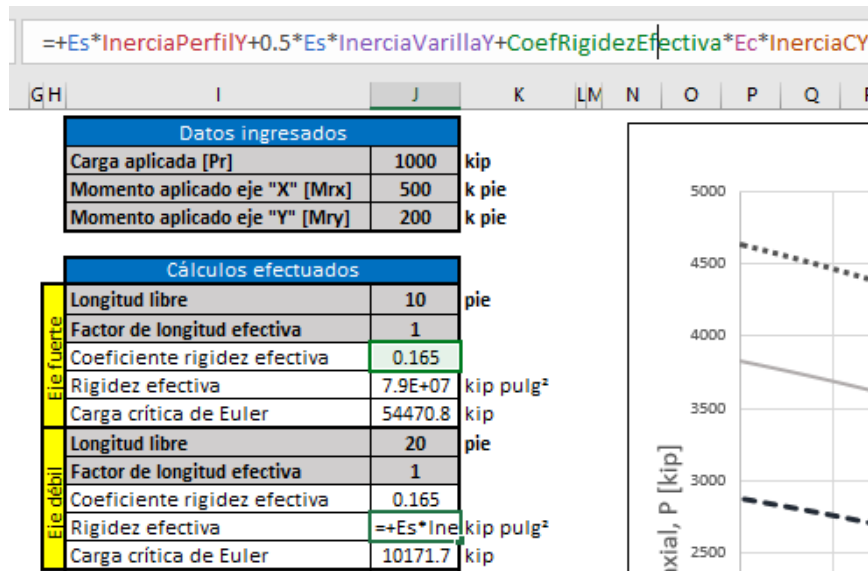 =+Es*InerciaPerfilY+0.5*Es*InerciaVarillaY+CoefRigidezEfectiva*Ec*InerciaCY
G H I J K L M N O P Q
Datos ingresados
Carga aplicada [Pr] 1000 kip
Momento aplicado eje "X" [Mrx] 500 k pie
Momento aplicado eje "Y" [Mry] 200 k pie
Cálculos efectuados
Eje fuerte
Longitud libre 10 pie
Factor de longitud efectiva 1
Coeficiente rigidez efectiva 0.165
Rigidez efectiva 7.9E+07 kip pulg²
Carga crítica de Euler 54470.8 kip
Eje débil
Longitud libre 20 pie
Factor de longitud efectiva 1
Coeficiente rigidez efectiva 0.165
Rigidez efectiva =+Es*Ine kip pulg²
Carga crítica de Euler 10171.7 kip
5000
4500
4000
3500
3000
2500
axial, P [kip]